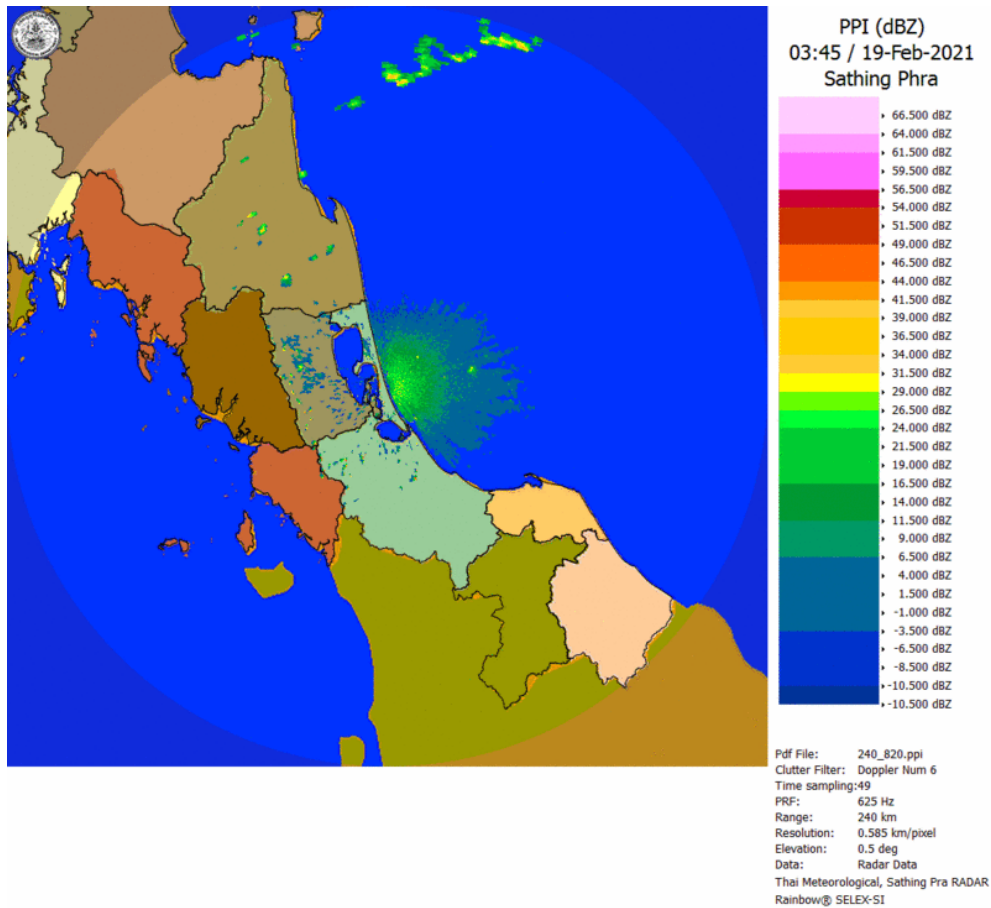 PPI (dBZ)
03:45 / 19-Feb-2021
Sathing Phra
66.500 dBZ
64.000 dBZ
61.500 dBZ
59.500 dBZ
56.500 dBZ
54.000 dBZ
51.500 dBZ
49.000 dBZ
46.500 dBZ
44.000 dBZ
41.500 dBZ
39.000 dBZ
36.500 dBZ
34.000 dBZ
31.500 dBZ
29.000 dBZ
26.500 dBZ
24.000 dBZ
21.500 dBZ
19.000 dBZ
16.500 dBZ
14.000 dBZ
11.500 dBZ
9.000 dBZ
6.500 dBZ
4.000 dBZ
1.500 dBZ
-1.000 dBZ
-3.500 dBZ
-6.500 dBZ
-8.500 dBZ
-10.500 dBZ
-10.500 dBZ
Pdf File: 240_820.ppi
Clutter Filter: Doppler Num 6
Time sampling:49
PRF: 625 Hz
Range: 240 km
Resolution: 0.585 km/pixel
Elevation: 0.5 deg
Data: Radar Data
Thai Meteorological, Sathing Pra RADAR
Rainbow® SELEX-SI